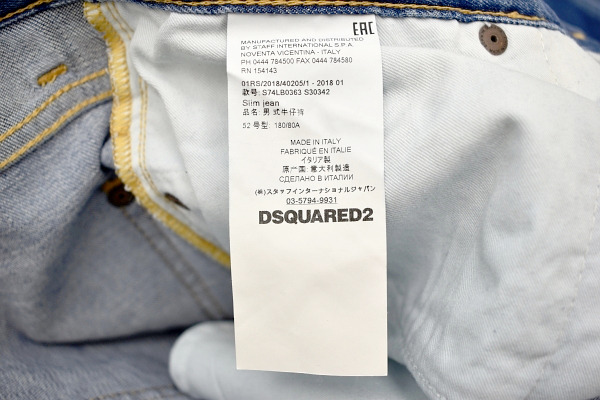 EAC
MANUFACTURED AND DISTRIBUTED
BY STAFF INTERNATIONAL S.P.A.
NOVENTA VICENTINA - ITALY
PH 0444 784500 FAX 0444 784580
RN 154143
01RS/2018/40205/1 - 2018 01
款号: S74LB0363 S30342
Slim jean
品名: 男式牛仔裤
52 号型: 180/80A
MADE IN ITALY
FABRIQUÉ EN ITALIE
イタリア製
原产国: 意大利製造
СДЕЛАНО В ИТАЛИИ
(株)スタッフインターナショナルジャパン
03-5794-9931
DSQUARED2